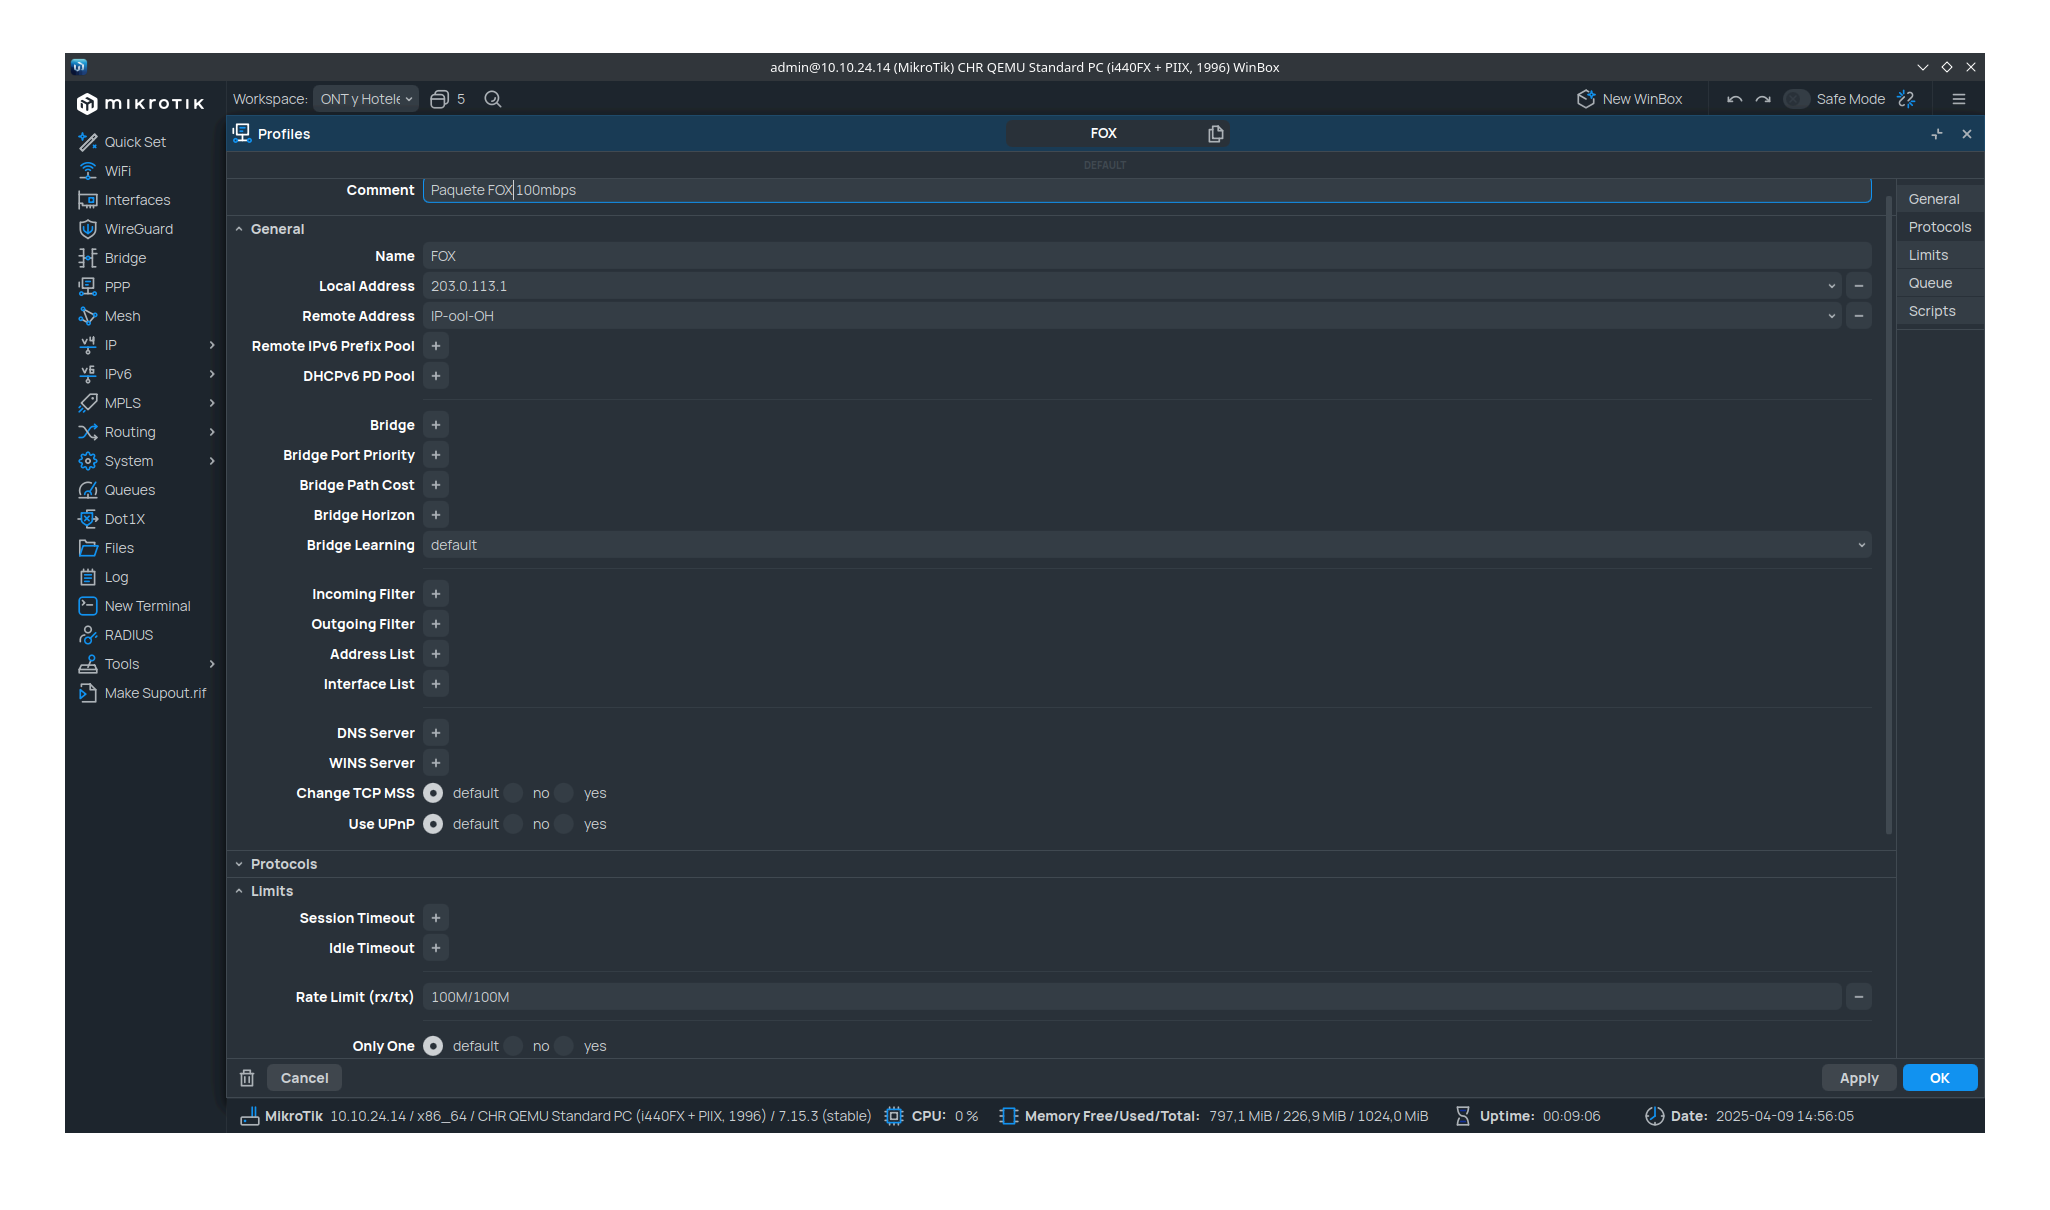 admin@10.10.24.14 (MikroTik) CHR QEMU Standard PC (i440FX + PIIX, 1996) WinBox
mikrotik
Workspace: ONT y Hotele 5
New WinBox
Safe Mode
Quick Set
WiFi
Interfaces
WireGuard
Bridge
PPP
Mesh
IP
IPv6
MPLS
Routing
System
Queues
Dot1X
Files
Log
New Terminal
RADIUS
Tools
Make Supout.rif
Profiles
FOX
DEFAULT
Comment Paquete FOX 100mbps
General
Name FOX
Local Address 203.0.113.1
Remote Address IP-ool-OH
Remote IPv6 Prefix Pool +
DHCPv6 PD Pool +
Bridge +
Bridge Port Priority +
Bridge Path Cost +
Bridge Horizon +
Bridge Learning default
Incoming Filter +
Outgoing Filter +
Address List +
Interface List +
DNS Server +
WINS Server +
Change TCP MSS default no yes
Use UPnP default no yes
Protocols
Limits
Session Timeout +
Idle Timeout +
Rate Limit (rx/tx) 100M/100M
Only One default no yes
General
Protocols
Limits
Queue
Scripts
Cancel
Apply
OK
MikroTik 10.10.24.14 / x86_64 / CHR QEMU Standard PC (i440FX + PIIX, 1996) / 7.15.3 (stable) CPU: 0 % Memory Free/Used/Total: 797,1 MiB / 226,9 MiB / 1024,0 MiB Uptime: 00:09:06 Date: 2025-04-09 14:56:05